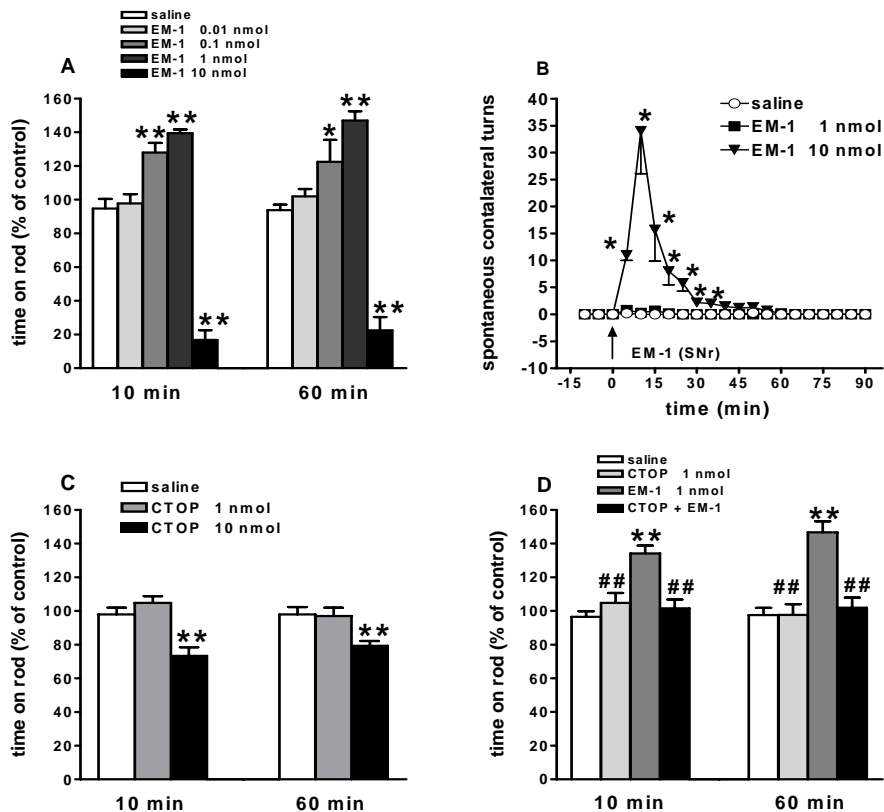 saline
EM-1 0.01 nmol
EM-1 0.1 nmol
EM-1 1 nmol
EM-1 10 nmol
A
time on rod (% of control)
160
140
120
100
80
60
40
20
0
** ** **
* ** **
10 min 60 min
B
saline
EM-1 1 nmol
EM-1 10 nmol
spontaneous contalateral turns
40
35
30
25
20
15
10
5
0
-5
-10
* * * * * * *
EM-1 (SNr)
-15 0 15 30 45 60 75 90
time (min)
C
saline
CTOP 1 nmol
CTOP 10 nmol
time on rod (% of control)
160
140
120
100
80
60
40
20
0
** **
10 min 60 min
D
saline
CTOP 1 nmol
EM-1 1 nmol
CTOP + EM-1
time on rod (% of control)
160
140
120
100
80
60
40
20
0
## ** ##
## ** ##
10 min 60 min